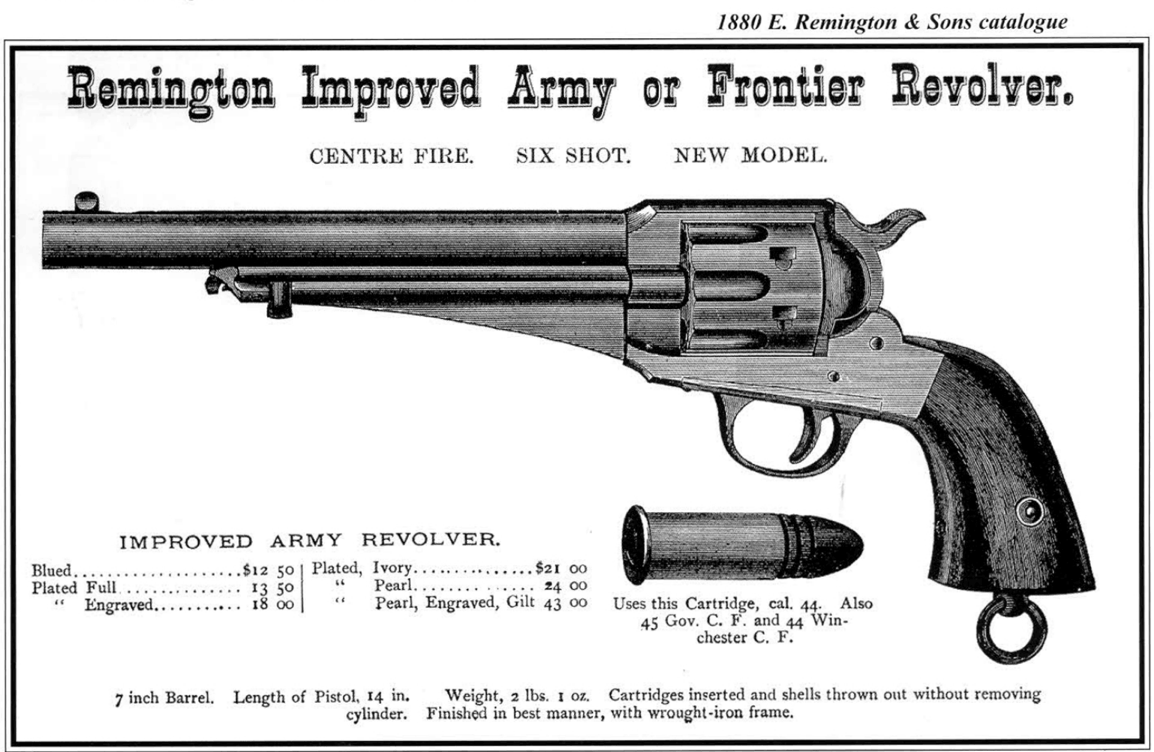 1880 E. Remington & Sons catalogue
Remington Improved Army or Frontier Revolver.
CENTRE FIRE. SIX SHOT. NEW MODEL.
IMPROVED ARMY REVOLVER.
Blued....................$12 50
Plated Full.............. 13 50
“ Engraved.......... 18 00
Plated, Ivory..............$21 00
“ Pearl............... 24 00
“ Pearl, Engraved, Gilt 43 00
Uses this Cartridge, cal. 44. Also
45 Gov. C. F. and 44 Win-
chester C. F.
7 inch Barrel. Length of Pistol, 14 in. Weight, 2 lbs. 1 oz. Cartridges inserted and shells thrown out without removing
cylinder. Finished in best manner, with wrought-iron frame.